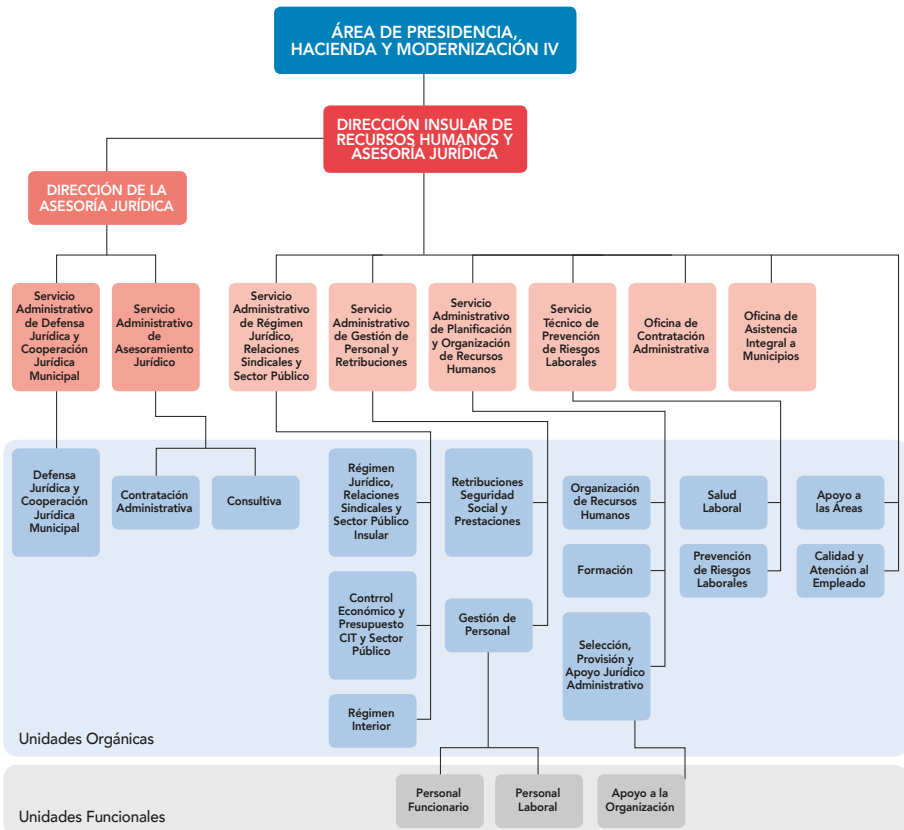 ÁREA DE PRESIDENCIA,
HACIENDA Y MODERNIZACIÓN IV
DIRECCIÓN INSULAR DE
RECURSOS HUMANOS Y
ASESORÍA JURÍDICA
DIRECCIÓN DE LA
ASESORÍA JURÍDICA
Servicio
Administrativo
de Defensa
Jurídica y
Cooperación
Jurídica
Municipal
Servicio
Administrativo
de
Asesoramiento
Jurídico
Servicio
Administrativo
de Régimen
Jurídico,
Relaciones
Sindicales y
Sector Público
Servicio
Administrativo
de Gestión de
Personal y
Retribuciones
Servicio
Administrativo
de Planificación
y Organización
de Recursos
Humanos
Servicio
Técnico de
Prevención
de Riesgos
Laborales
Oficina de
Contratación
Administrativa
Oficina de
Asistencia
Integral a
Municipios
Defensa
Jurídica y
Cooperación
Jurídica
Municipal
Contratación
Administrativa
Consultiva
Régimen
Jurídico,
Relaciones
Sindicales y
Sector Público
Insular
Retribuciones
Seguridad
Social y
Prestaciones
Organización
de Recursos
Humanos
Salud
Laboral
Apoyo a
las Áreas
Formación
Prevención
de Riesgos
Laborales
Calidad y
Atención al
Empleado
Contrrol
Económico y
Presupuesto
CIT y Sector
Público
Gestión de
Personal
Selección,
Provisión y
Apoyo Jurídico
Administrativo
Régimen
Interior
Unidades Orgánicas
Personal
Funcionario
Personal
Laboral
Apoyo a la
Organización
Unidades Funcionales